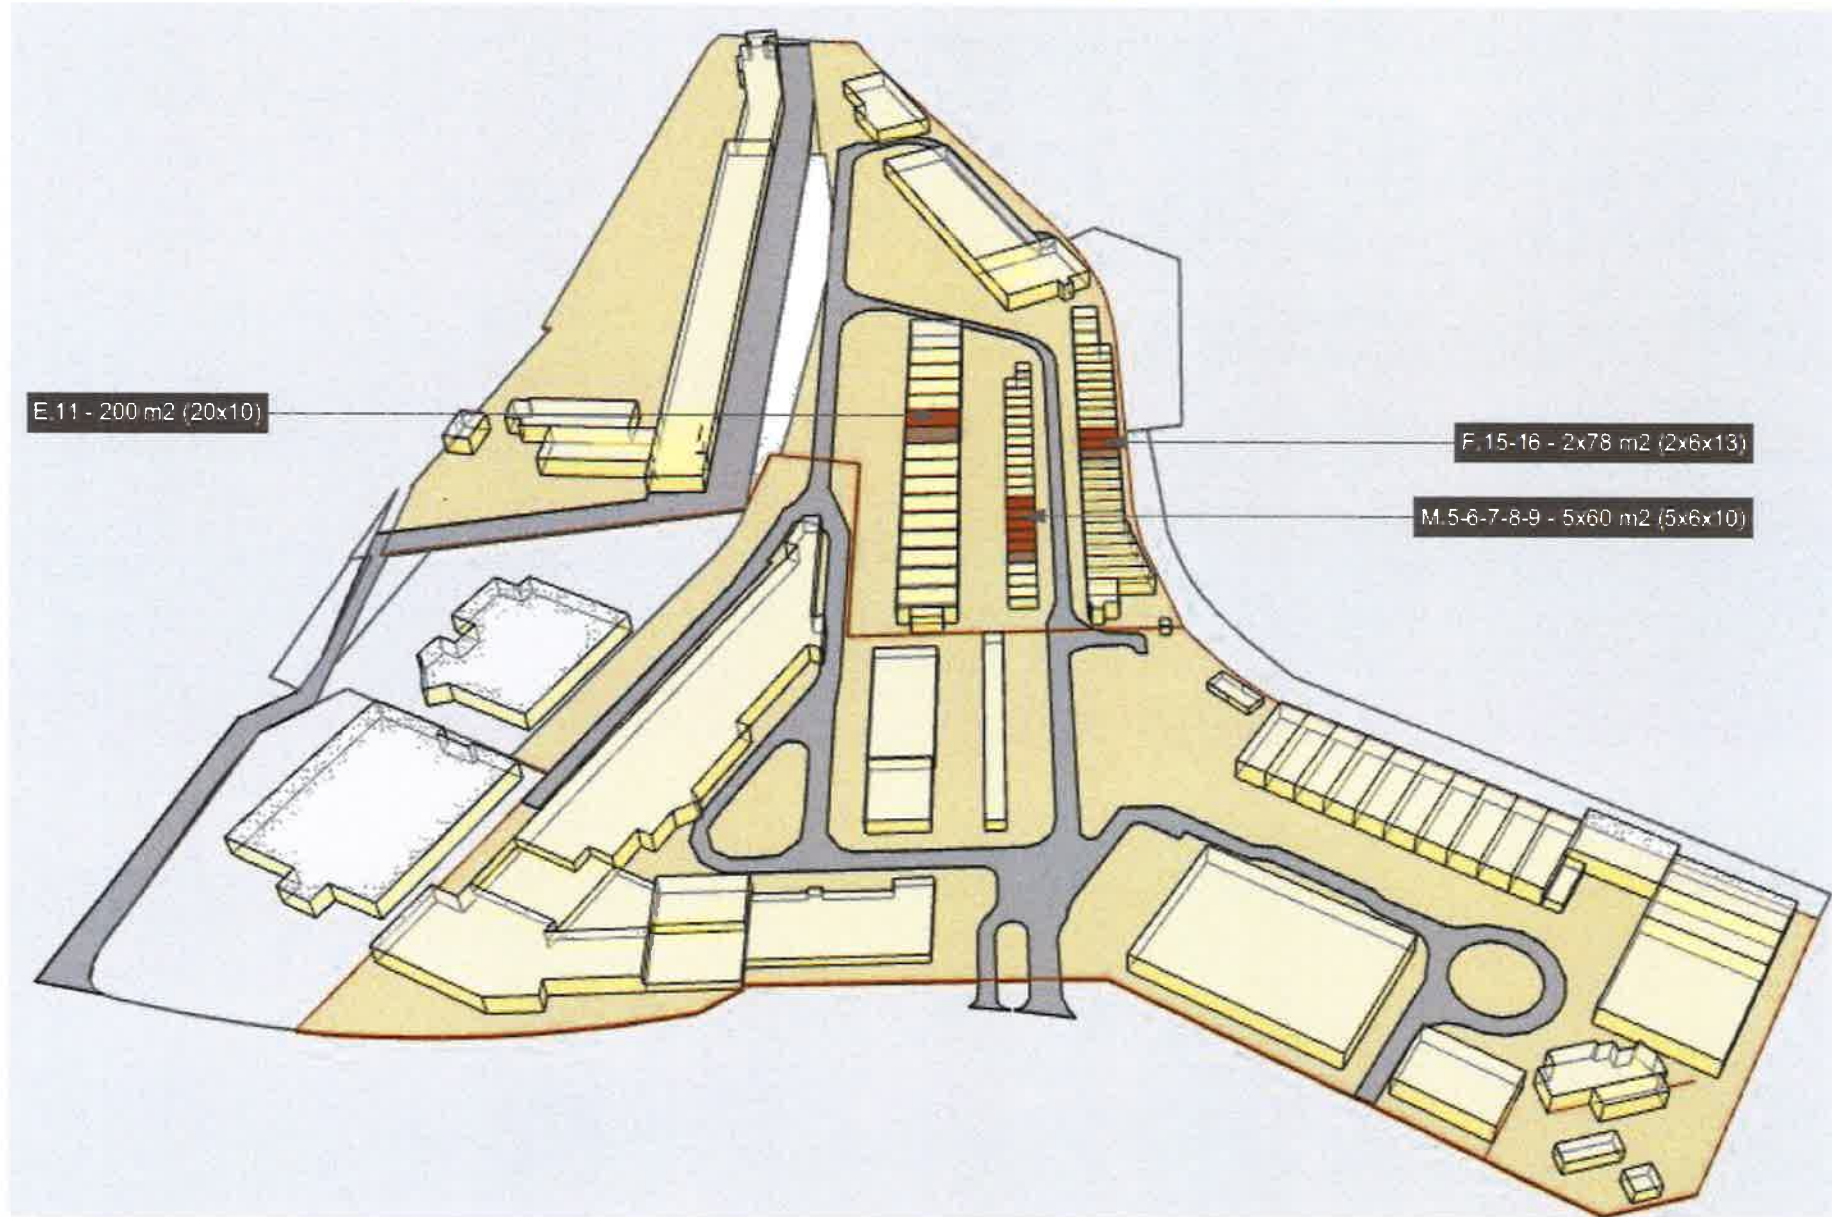 E.11 - 200 m2 (20x10)
F.15-16 - 2x78 m2 (2x6x13)
M.5-6-7-8-9 - 5x60 m2 (5x6x10)